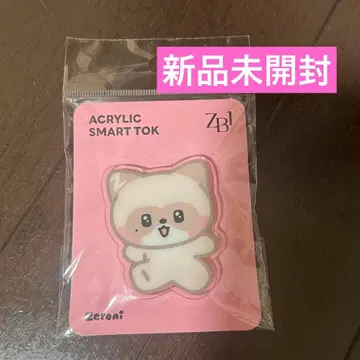 新品未開封
ACRYLIC
SMART TOK
ZB1
Zeroni